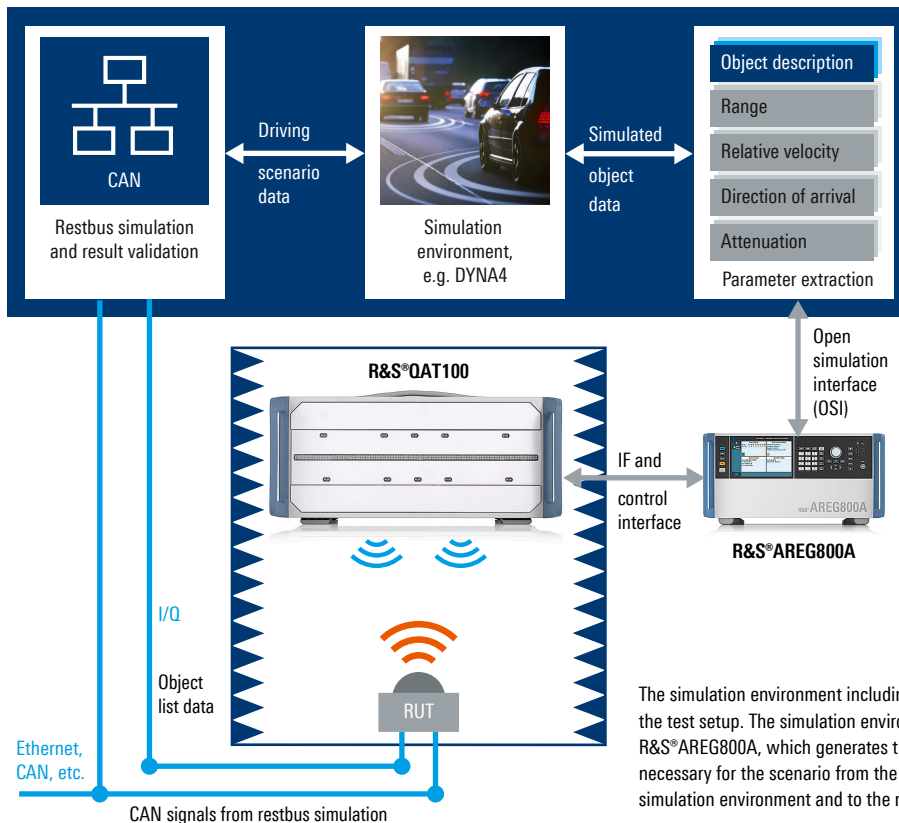 CAN
Restbus simulation
and result validation
Driving
scenario
data
Simulation
environment,
e.g. DYNA4
Simulated
object
data
Object description
Range
Relative velocity
Direction of arrival
Attenuation
Parameter extraction
Open
simulation
interface
(OSI)
R&S®QAT100
IF and
control
interface
R&S®AREG800A
R&S®AREG800A
I/Q
Object
list data
RUT
Ethernet,
CAN, etc.
CAN signals from restbus simulation
The simulation environment includin
the test setup. The simulation enviro
R&S®AREG800A, which generates t
necessary for the scenario from the
simulation environment and to the r